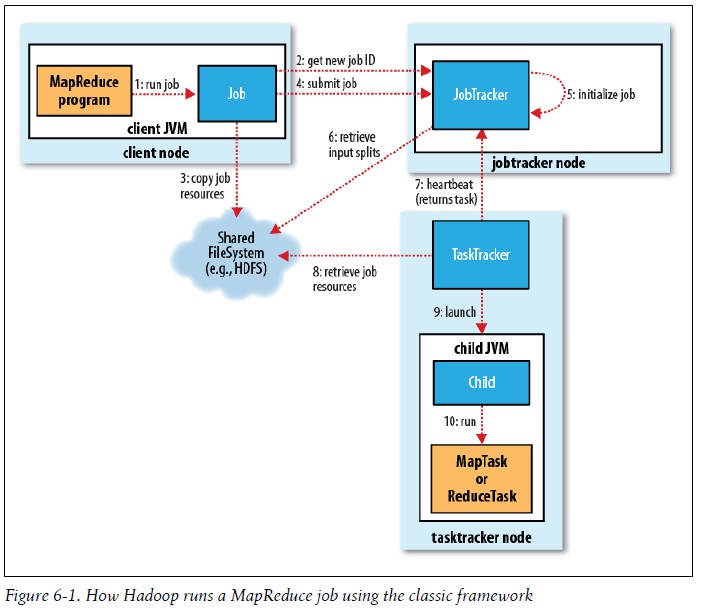 MapReduce
program
1: run job
Job
client JVM
client node
2: get new job ID
4: submit job
JobTracker
5: initialize job
jobtracker node
3: copy job
resources
6: retrieve
input splits
7: heartbeat
(returns task)
Shared
FileSystem
(e.g., HDFS)
8: retrieve job
resources
TaskTracker
9: launch
child JVM
Child
10: run
MapTask
or
ReduceTask
tasktracker node
Figure 6-1. How Hadoop runs a MapReduce job using the classic framework